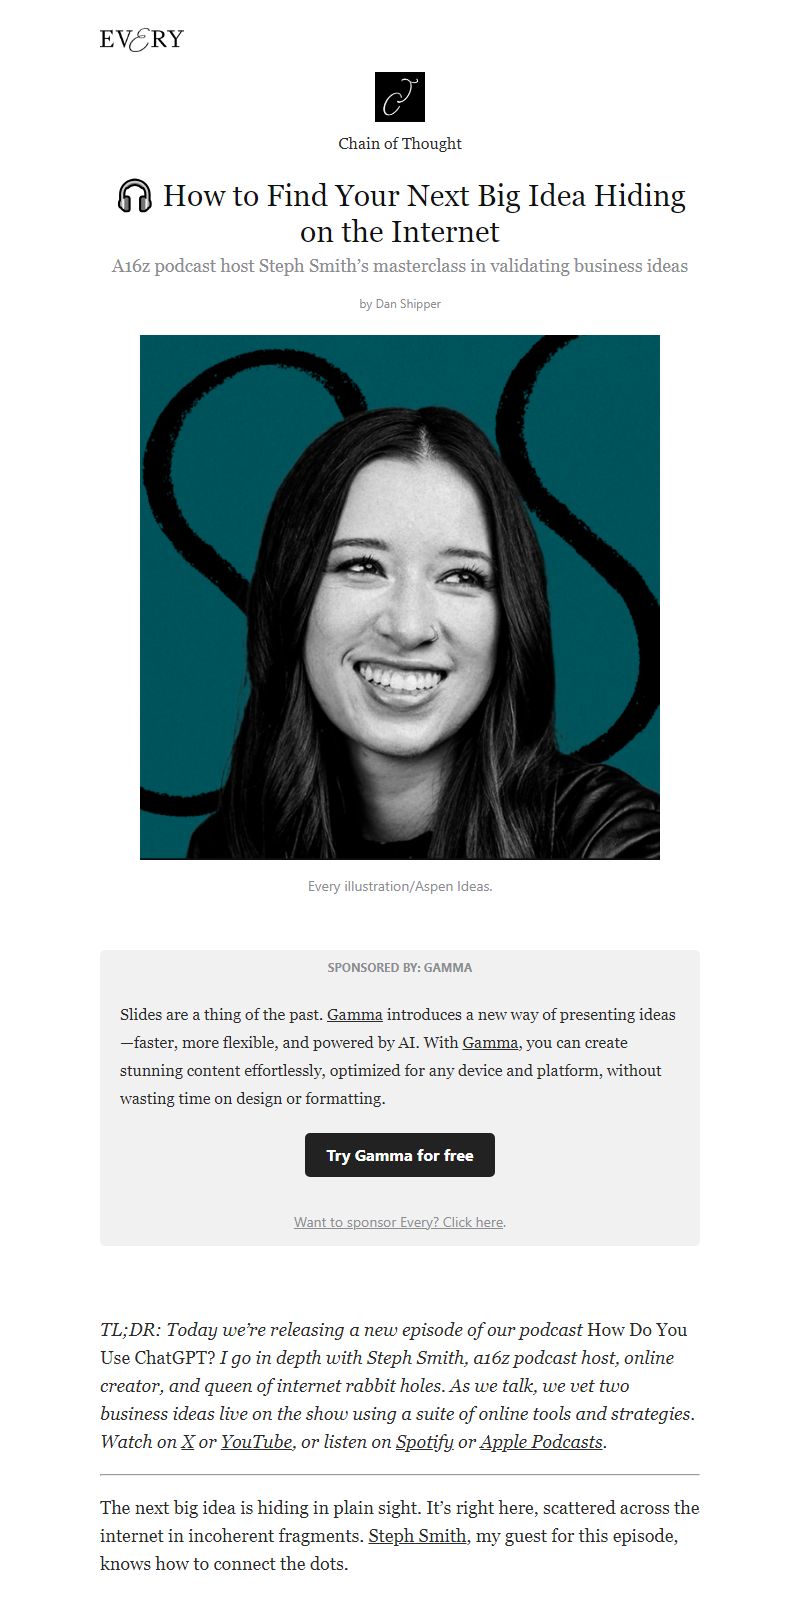 EVERY
Chain of Thought
🎧 How to Find Your Next Big Idea Hiding
on the Internet
A16z podcast host Steph Smith’s masterclass in validating business ideas
by Dan Shipper
Every illustration/Aspen Ideas.
SPONSORED BY: GAMMA
Slides are a thing of the past. Gamma introduces a new way of presenting ideas
—faster, more flexible, and powered by AI. With Gamma, you can create
stunning content effortlessly, optimized for any device and platform, without
wasting time on design or formatting.
Try Gamma for free
Want to sponsor Every? Click here.
TL;DR: Today we’re releasing a new episode of our podcast How Do You
Use ChatGPT? I go in depth with Steph Smith, a16z podcast host, online
creator, and queen of internet rabbit holes. As we talk, we vet two
business ideas live on the show using a suite of online tools and strategies.
Watch on X or YouTube, or listen on Spotify or Apple Podcasts.
The next big idea is hiding in plain sight. It’s right here, scattered across the
internet in incoherent fragments. Steph Smith, my guest for this episode,
knows how to connect the dots.